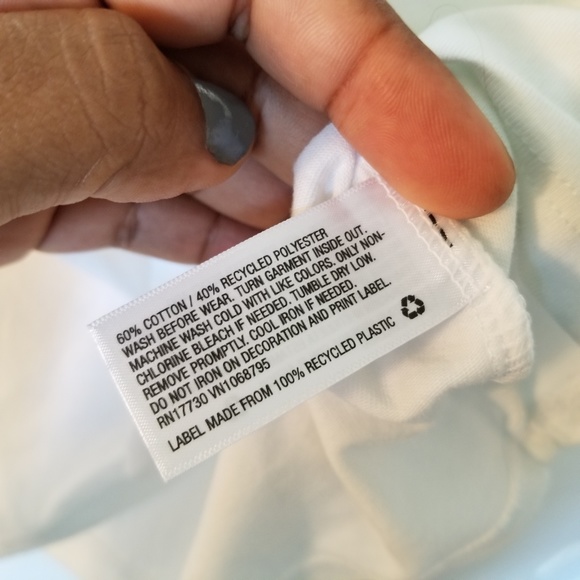 60% COTTON / 40% RECYCLED POLYESTER
WASH BEFORE WEAR. TURN GARMENT INSIDE OUT.
MACHINE WASH COLD WITH LIKE COLORS. ONLY NON-
CHLORINE BLEACH IF NEEDED. TUMBLE DRY LOW.
REMOVE PROMPTLY. COOL IRON IF NEEDED.
DO NOT IRON ON DECORATION AND PRINT LABEL.
RN17730 VN1068795
LABEL MADE FROM 100% RECYCLED PLASTIC